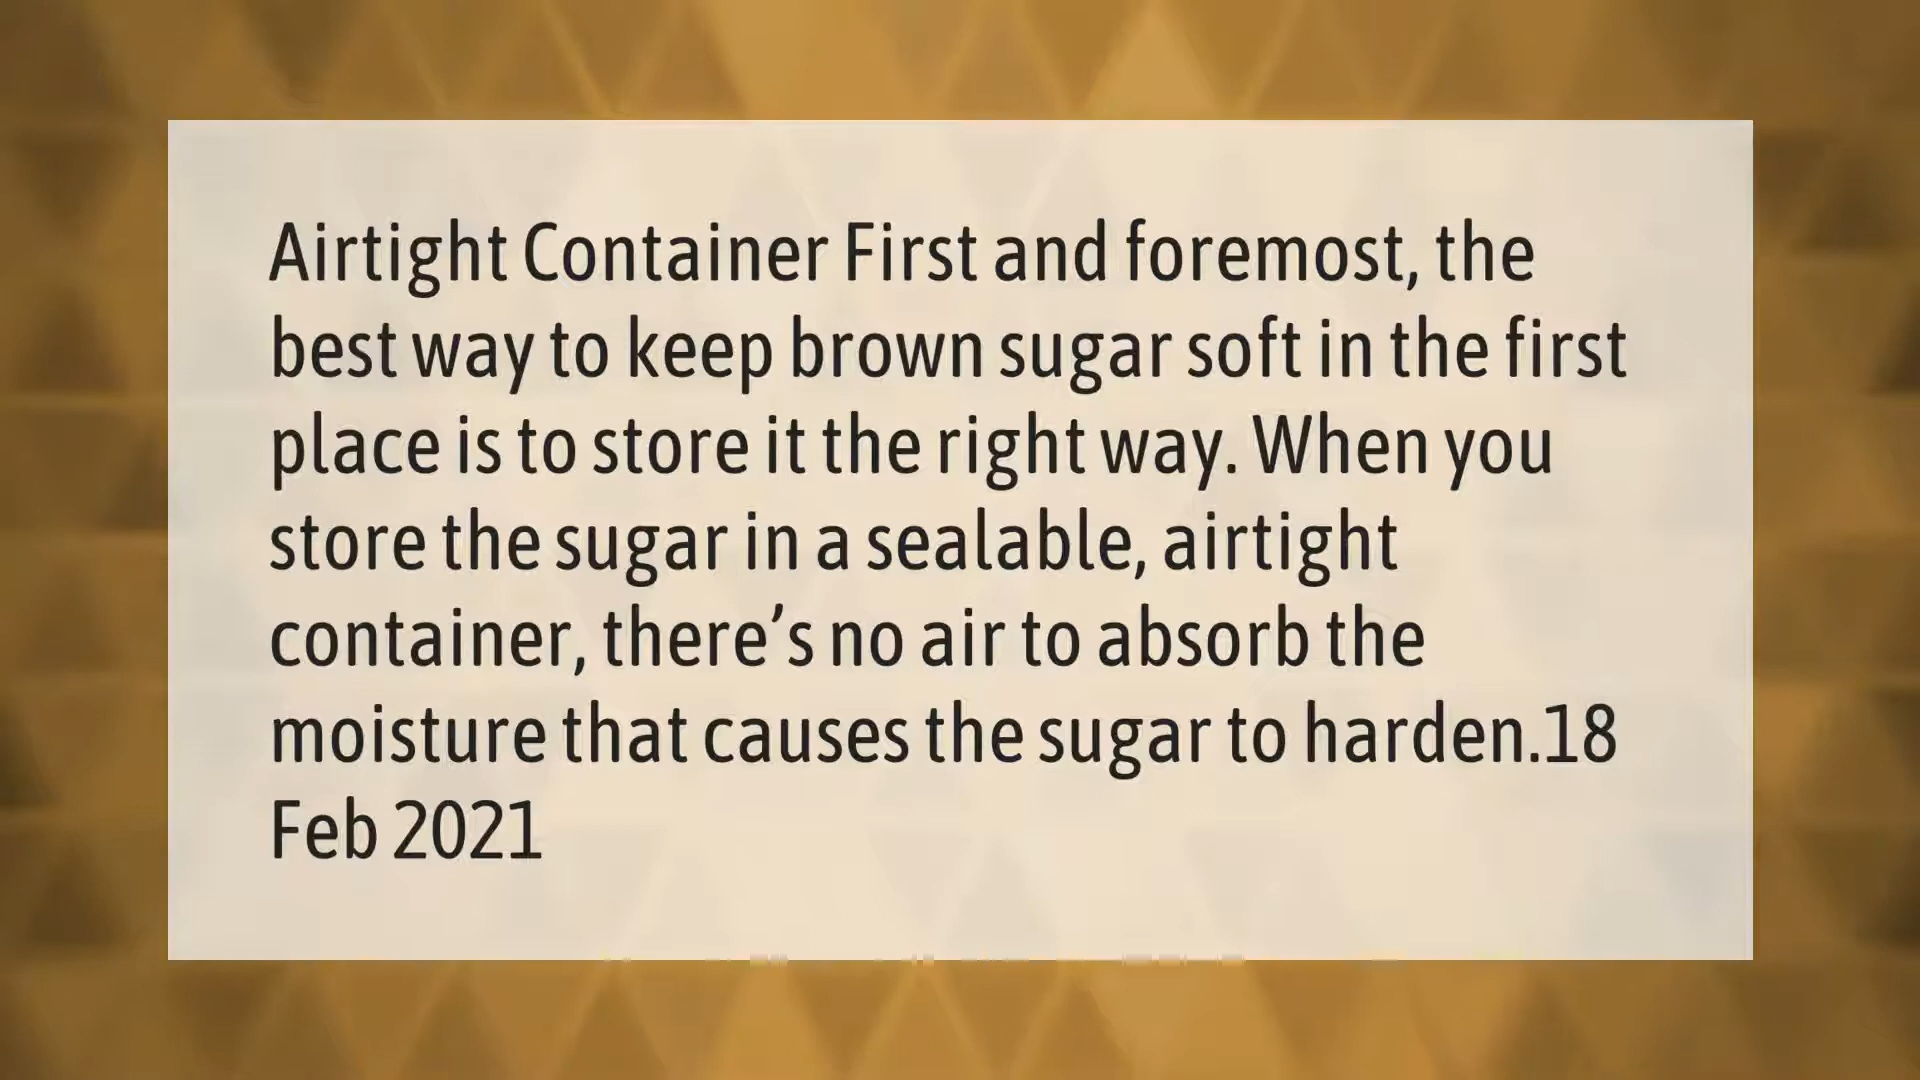 Airtight Container First and foremost, the
best way to keep brown sugar soft in the first
place is to store it the right way. When you
store the sugar in a sealable, airtight
container, there’s no air to absorb the
moisture that causes the sugar to harden.18
Feb 2021